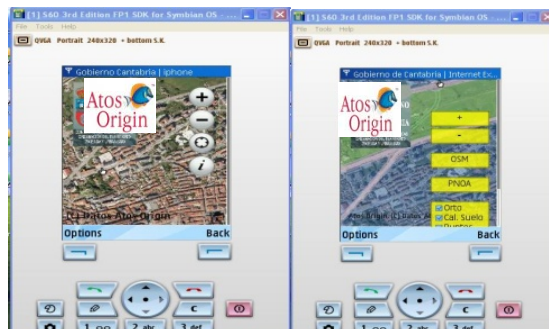 [1] S60 3rd Edition FP1 SDK for Symbian OS - ...
File Tools Help
QVGA Portrait 240x320 + bottom S.K.
Gobierno Cantabria | iphone
Atos
Origin
+
-
i
(C) Datos Atos Origin
Options Back
C
1 2 abc 3 def
[1] S60 3rd Edition FP1 SDK for Symbian OS - ...
File Tools Help
QVGA Portrait 240x320 + bottom S.K.
Gobierno de Cantabria | Internet Ex...
Atos
Origin
+
-
OSM
PNOA
Orto
Cal. Suelo
Options Back
C
1 2 abc 3 def